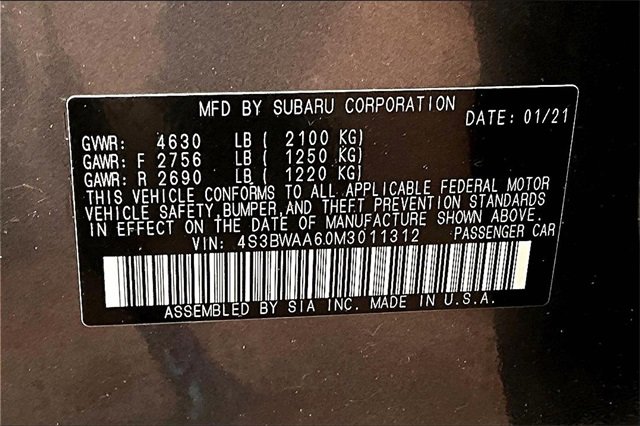 MFD BY SUBARU CORPORATION
DATE: 01/21
GVWR: 4630 LB ( 2100 KG)
GAWR: F 2756 LB ( 1250 KG)
GAWR: R 2690 LB ( 1220 KG)
THIS VEHICLE CONFORMS TO ALL APPLICABLE FEDERAL MOTOR
VEHICLE SAFETY,BUMPER,AND THEFT PREVENTION STANDARDS
IN EFFECT ON THE DATE OF MANUFACTURE SHOWN ABOVE.
VIN: 4S3BWAA60M3011312 PASSENGER CAR
ASSEMBLED BY SIA INC. MADE IN U.S.A.